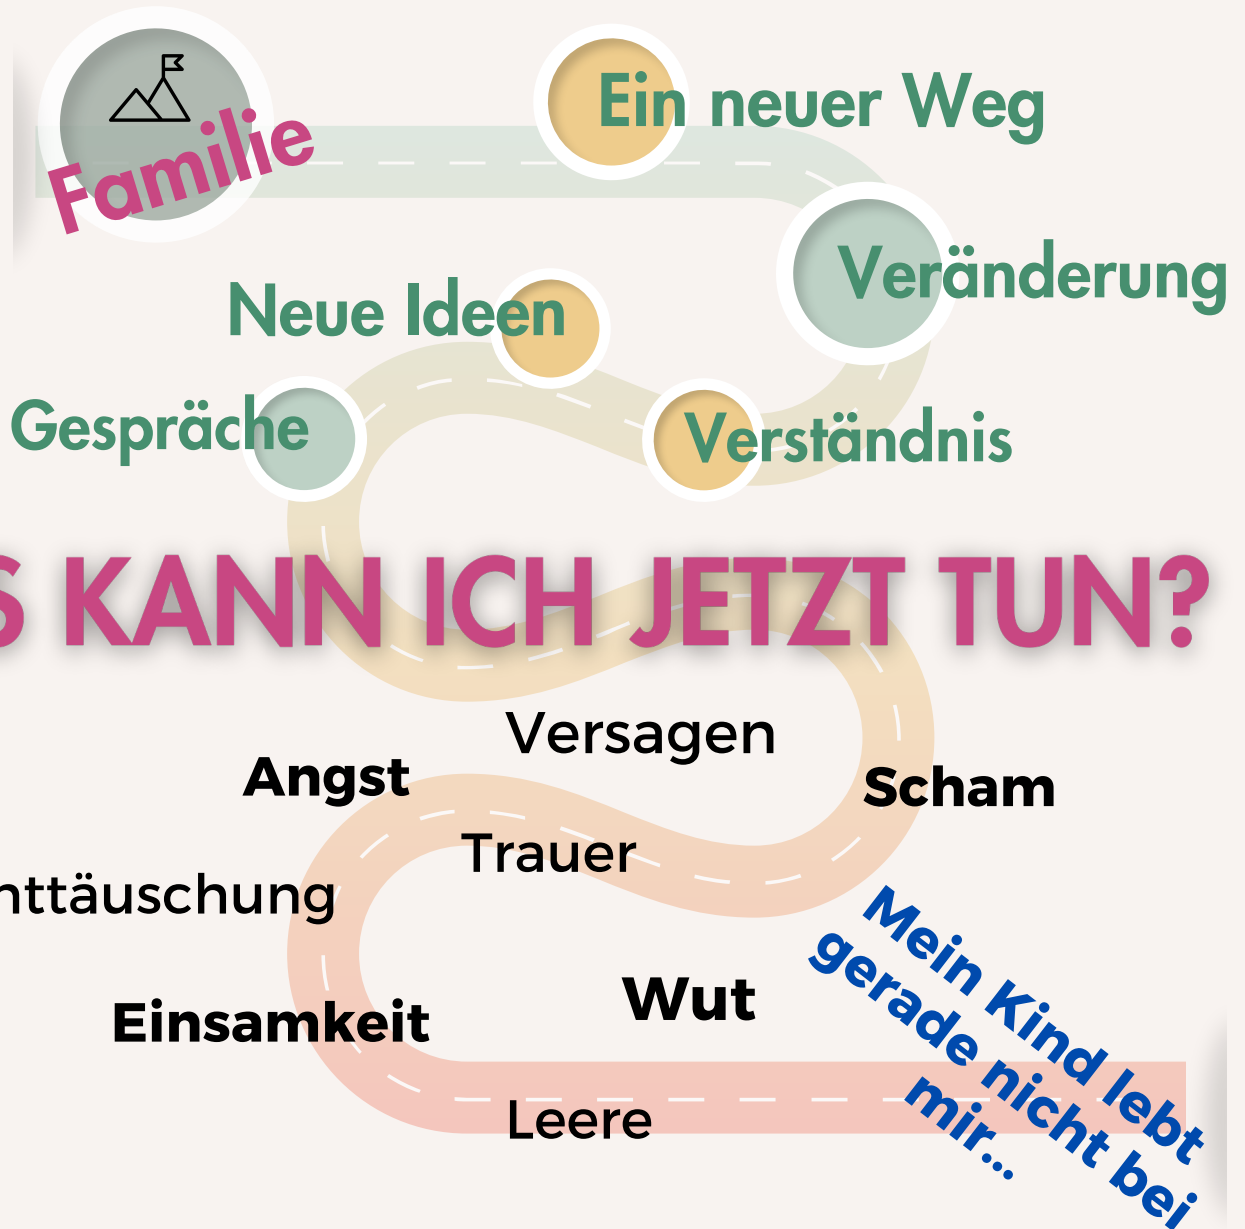 Familie
Ein neuer Weg
Veränderung
Neue Ideen
Gespräche
Verständnis
S KANN ICH JETZT TUN?
Versagen
Angst
Scham
Trauer
nttäuschung
Einsamkeit
Wut
Leere
Mein Kind lebt
gerade nicht bei
mir...